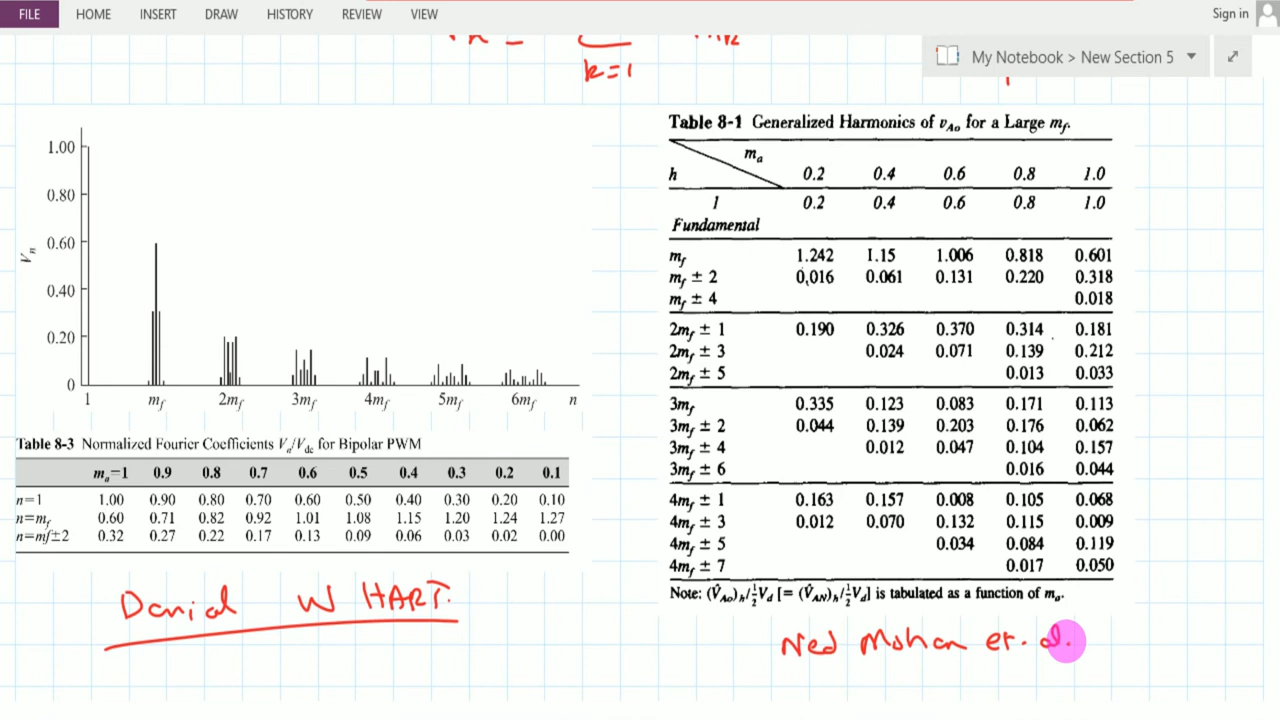 FILE HOME INSERT DRAW HISTORY REVIEW VIEW Sign in
My Notebook > New Section 5
k=1
1.00
0.80
0.60
0.40
0.20
0
Vn
1 mf 2mf 3mf 4mf 5mf 6mf n
Table 8-3 Normalized Fourier Coefficients Vn/Vdc for Bipolar PWM
ma=1 0.9 0.8 0.7 0.6 0.5 0.4 0.3 0.2 0.1
n=1 1.00 0.90 0.80 0.70 0.60 0.50 0.40 0.30 0.20 0.10
n=mf 0.60 0.71 0.82 0.92 1.01 1.08 1.15 1.20 1.24 1.27
n=mf±2 0.32 0.27 0.22 0.17 0.13 0.09 0.06 0.03 0.02 0.00
Danial W HART.
Table 8-1 Generalized Harmonics of vAo for a Large mf.
ma
h 0.2 0.4 0.6 0.8 1.0
1 0.2 0.4 0.6 0.8 1.0
Fundamental
mf 1.242 1.15 1.006 0.818 0.601
mf ± 2 0.016 0.061 0.131 0.220 0.318
mf ± 4 0.018
2mf ± 1 0.190 0.326 0.370 0.314 0.181
2mf ± 3 0.024 0.071 0.139 0.212
2mf ± 5 0.013 0.033
3mf 0.335 0.123 0.083 0.171 0.113
3mf ± 2 0.044 0.139 0.203 0.176 0.062
3mf ± 4 0.012 0.047 0.104 0.157
3mf ± 6 0.016 0.044
4mf ± 1 0.163 0.157 0.008 0.105 0.068
4mf ± 3 0.012 0.070 0.132 0.115 0.009
4mf ± 5 0.034 0.084 0.119
4mf ± 7 0.017 0.050
Note: (V̂Ao)h/½Vd [= (V̂AN)h/½Vd] is tabulated as a function of ma.
Ned Mohan et. al.